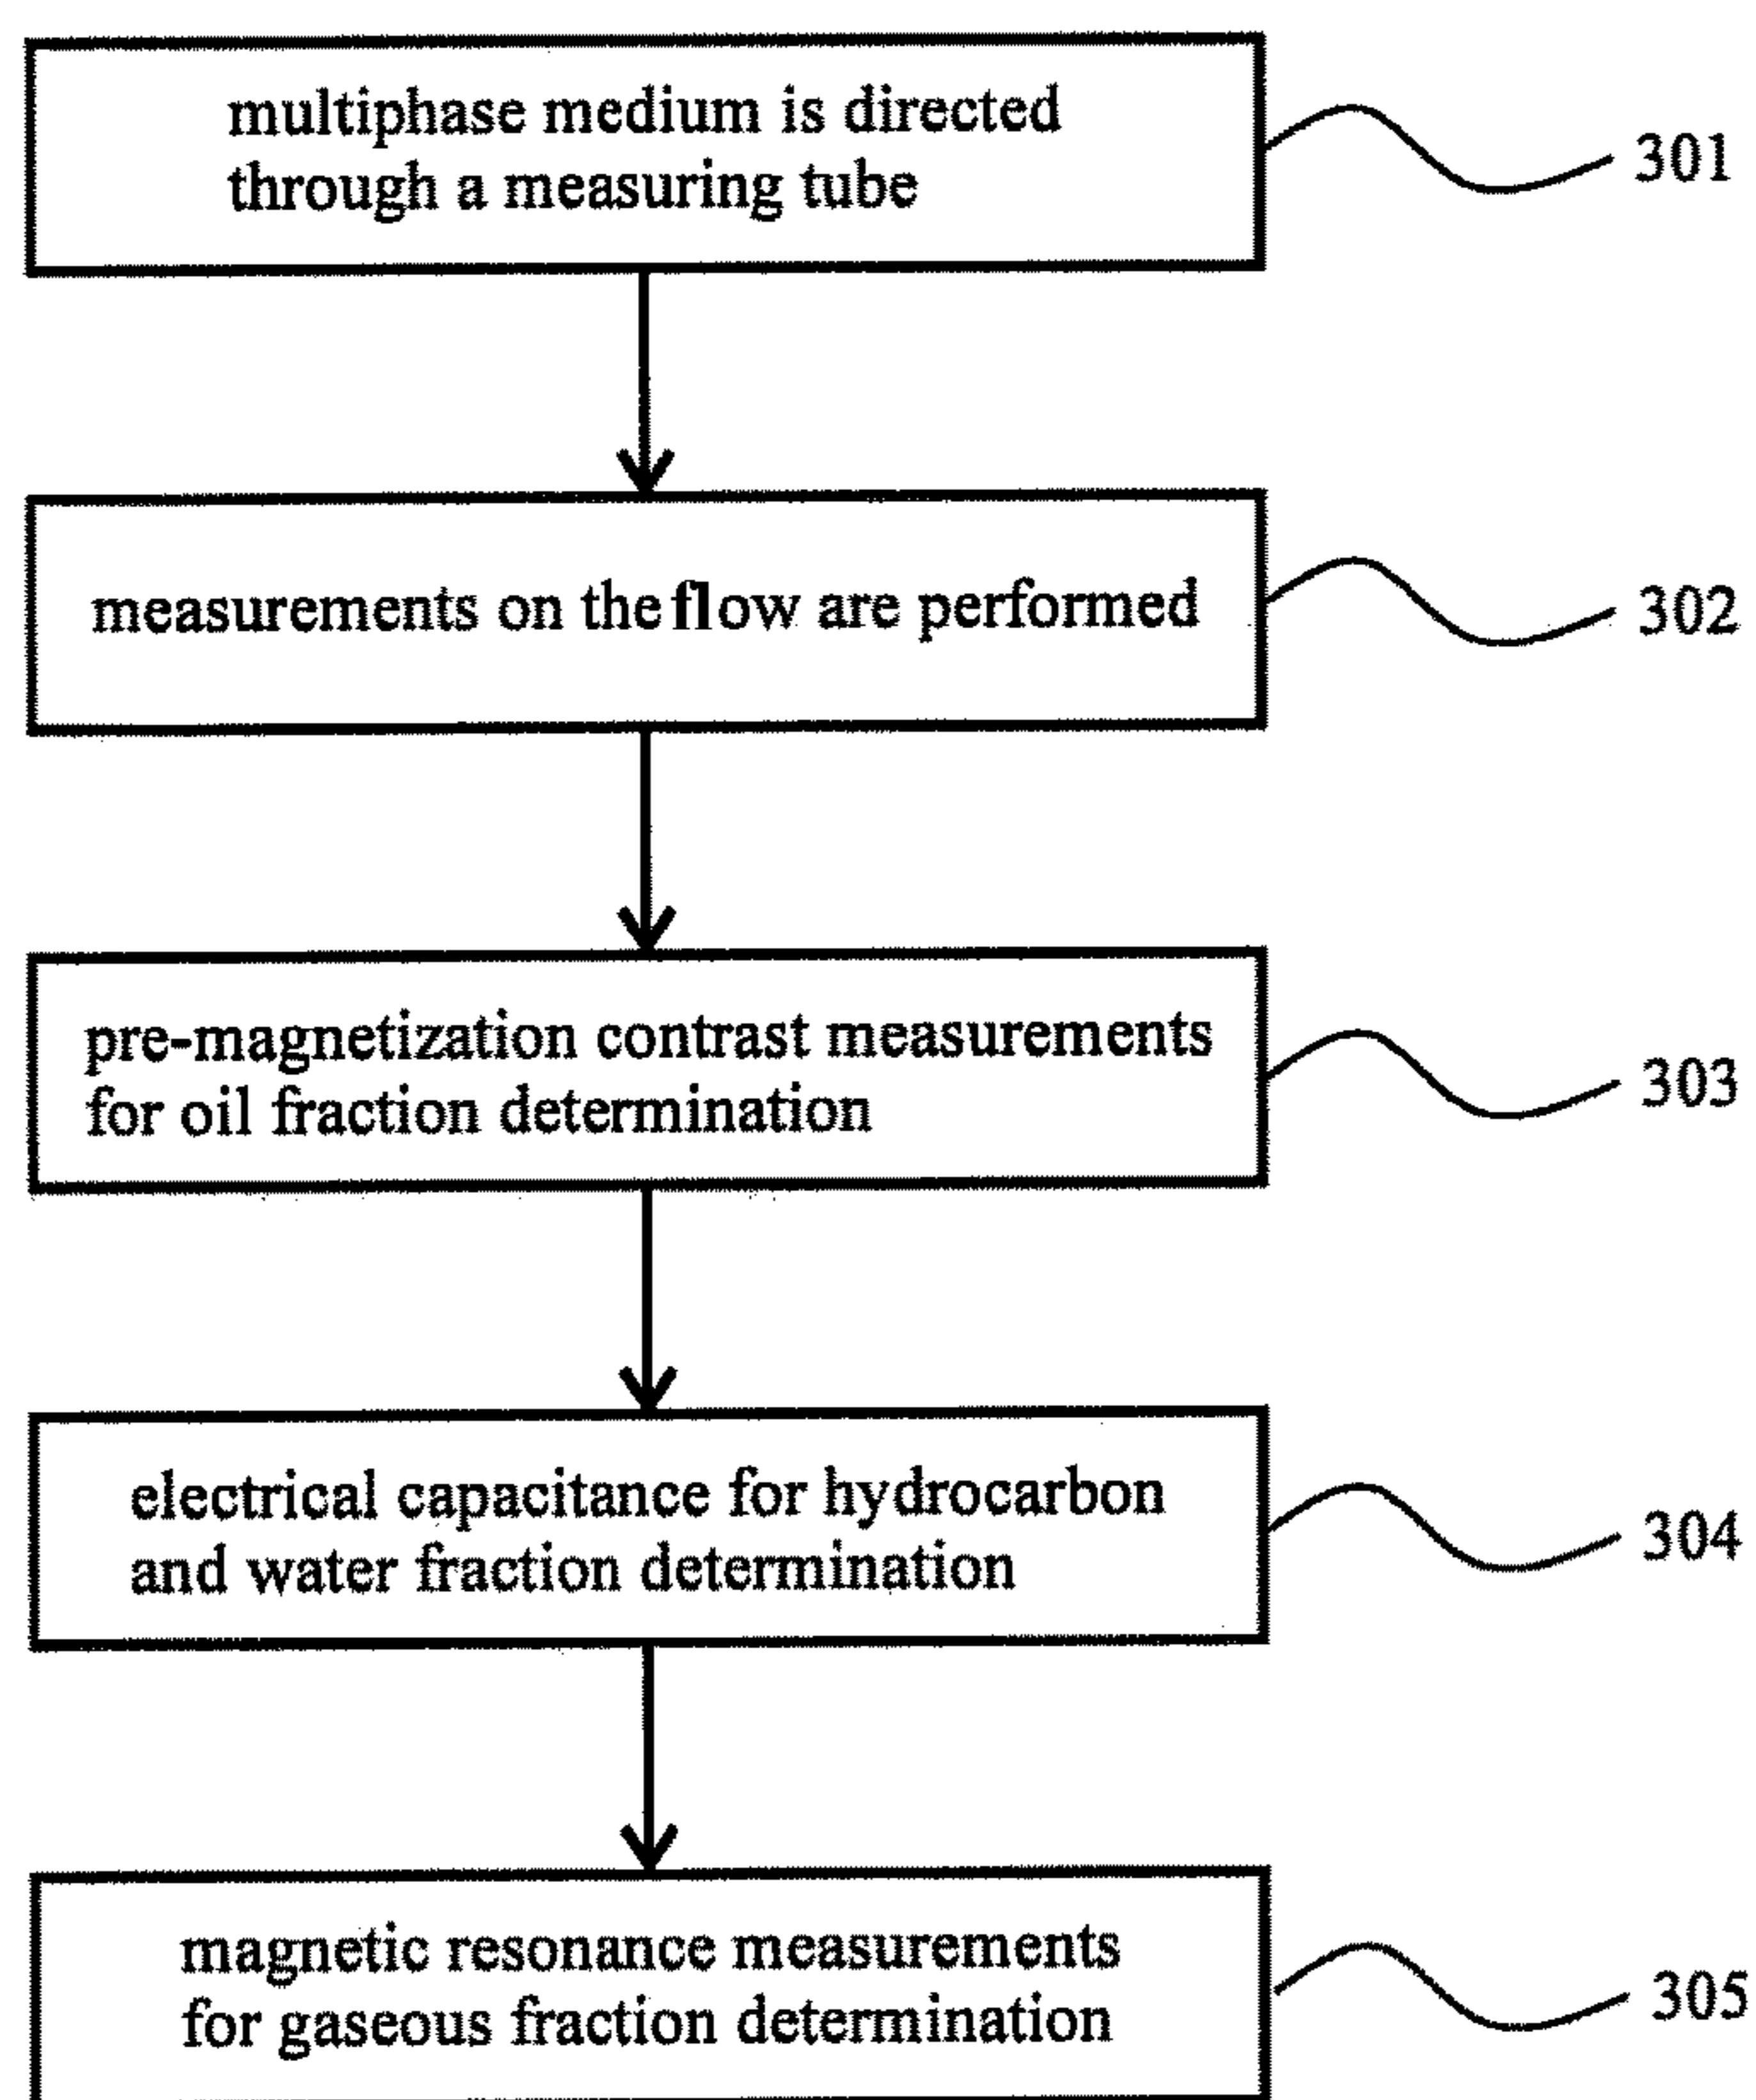 multiphase medium is directed
through a measuring tube
301
measurements on the flow are performed
302
pre-magnetization contrast measurements
for oil fraction determination
303
electrical capacitance for hydrocarbon
and water fraction determination
304
magnetic resonance measurements
for gaseous fraction determination
305